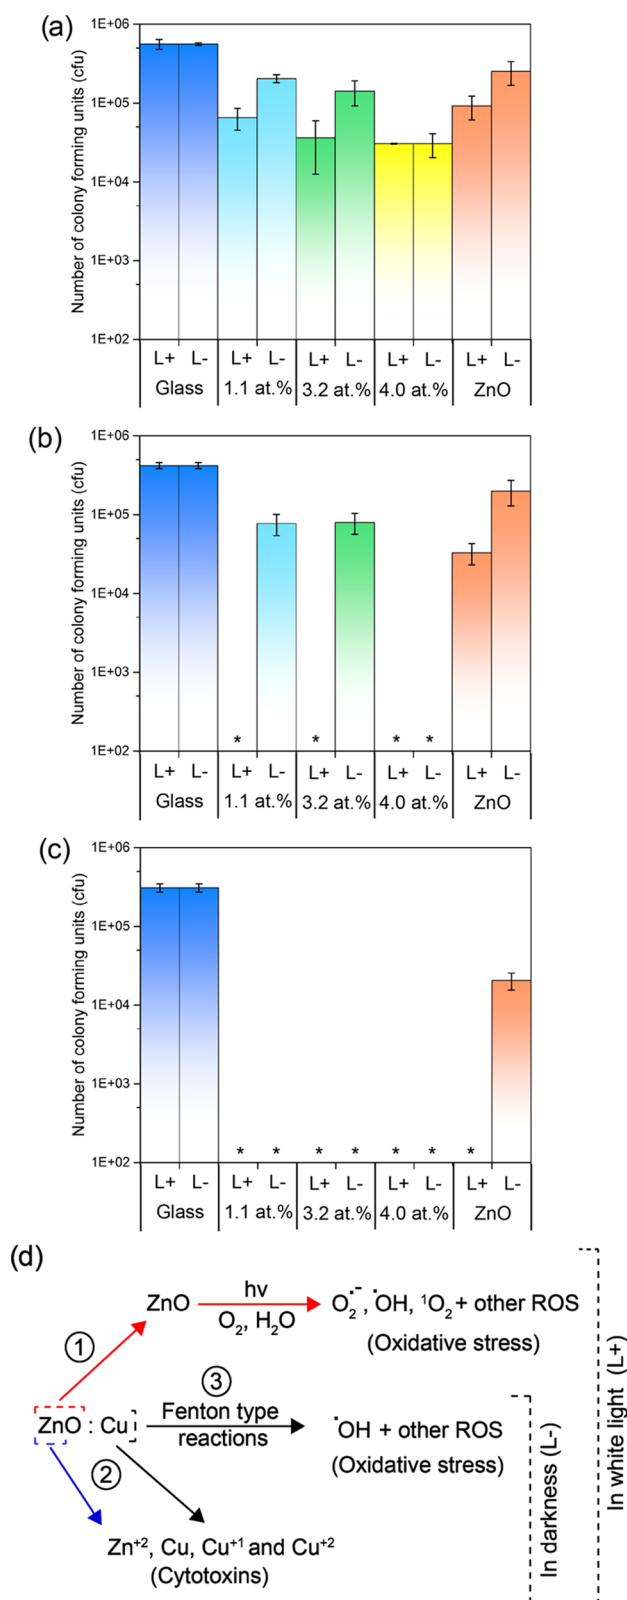 (a)
Number of colony forming units (cfu)
1E+06
1E+05
1E+04
1E+03
1E+02
L+ L- L+ L- L+ L- L+ L- L+ L-
Glass 1.1 at.% 3.2 at.% 4.0 at.% ZnO
(b)
Number of colony forming units (cfu)
1E+06
1E+05
1E+04
1E+03
1E+02
* * * *
L+ L- L+ L- L+ L- L+ L- L+ L-
Glass 1.1 at.% 3.2 at.% 4.0 at.% ZnO
(c)
Number of colony forming units (cfu)
1E+06
1E+05
1E+04
1E+03
1E+02
* * * * * * *
L+ L- L+ L- L+ L- L+ L- L+ L-
Glass 1.1 at.% 3.2 at.% 4.0 at.% ZnO
(d)
ZnO hv O₂˙⁻, ˙OH, ¹O₂ + other ROS
O₂, H₂O
(Oxidative stress)
1
3
ZnO : Cu Fenton type ˙OH + other ROS
reactions
(Oxidative stress)
2
Zn⁺², Cu, Cu⁺¹ and Cu⁺²
(Cytotoxins)
In darkness (L-)
In white light (L+)